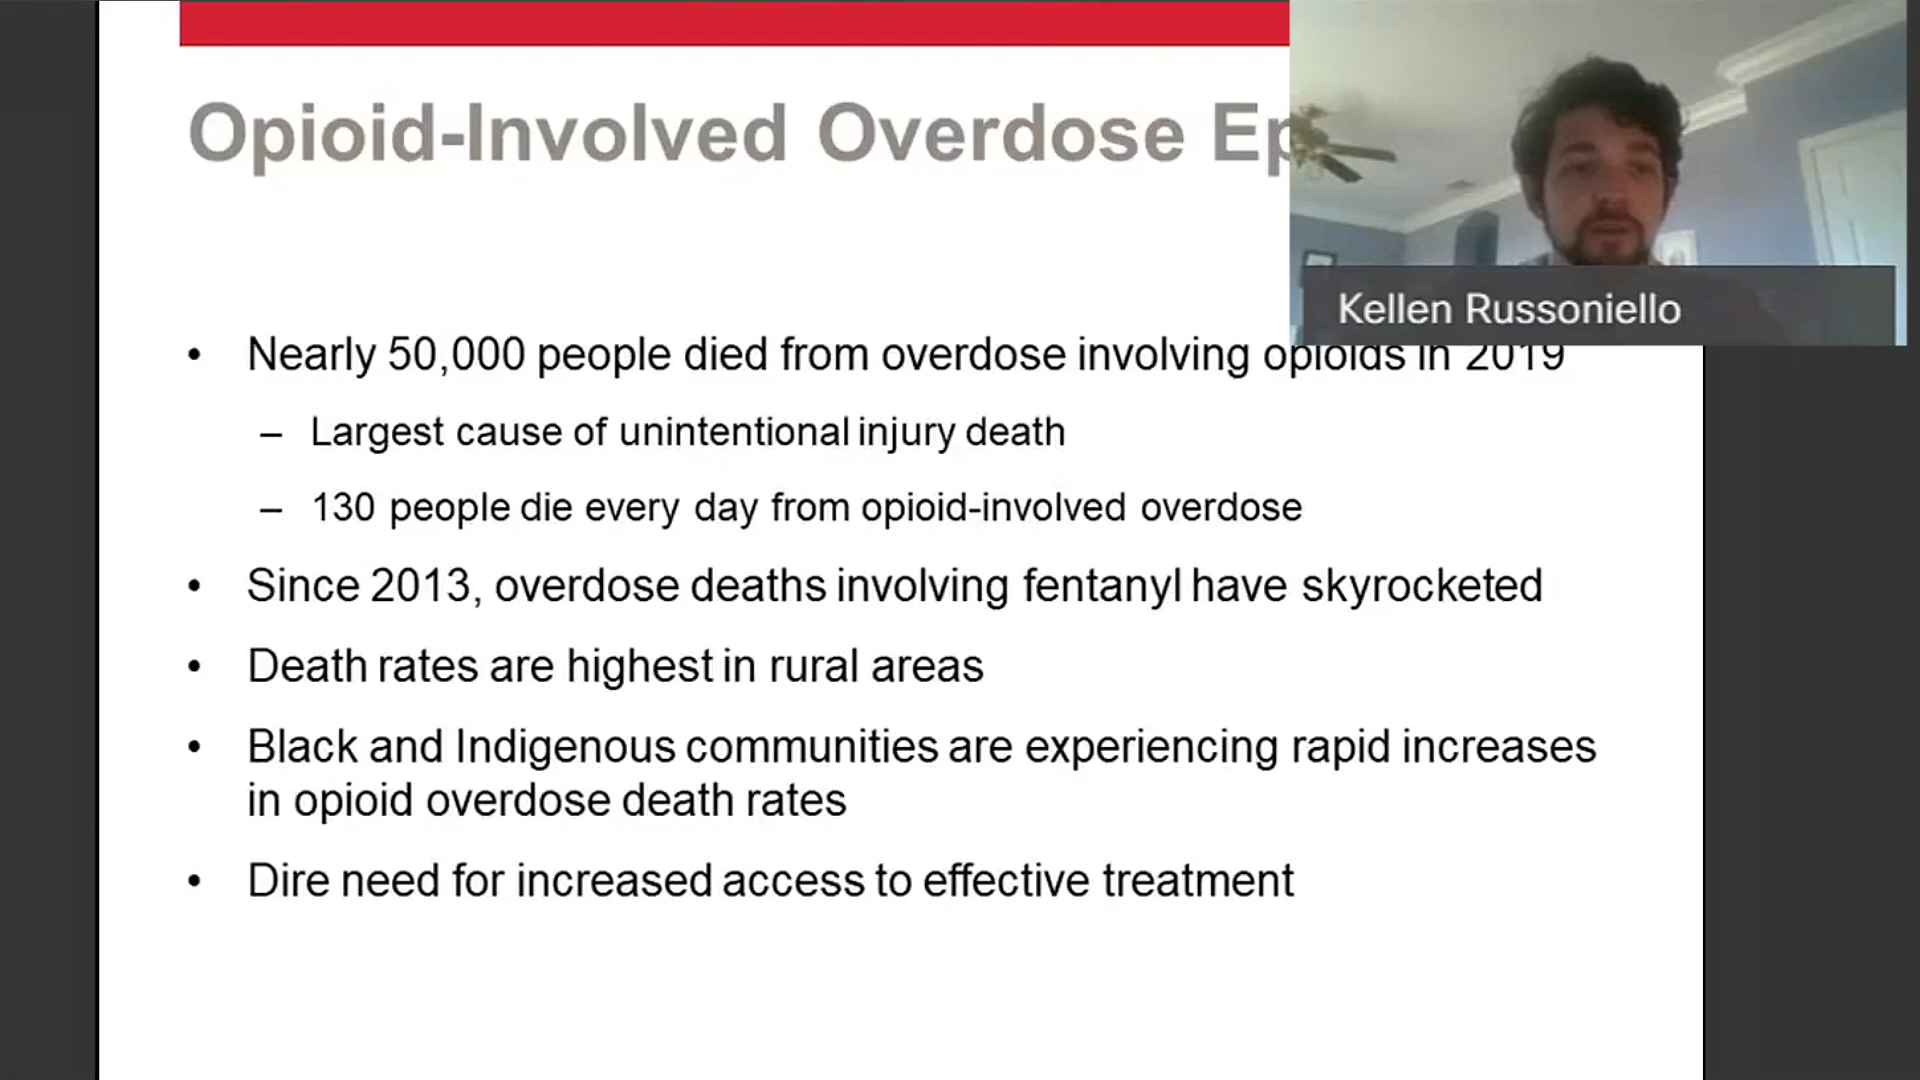 Opioid-Involved Overdose Ep
Kellen Russoniello
• Nearly 50,000 people died from overdose involving opioids in 2019
– Largest cause of unintentional injury death
– 130 people die every day from opioid-involved overdose
• Since 2013, overdose deaths involving fentanyl have skyrocketed
• Death rates are highest in rural areas
• Black and Indigenous communities are experiencing rapid increases
in opioid overdose death rates
• Dire need for increased access to effective treatment